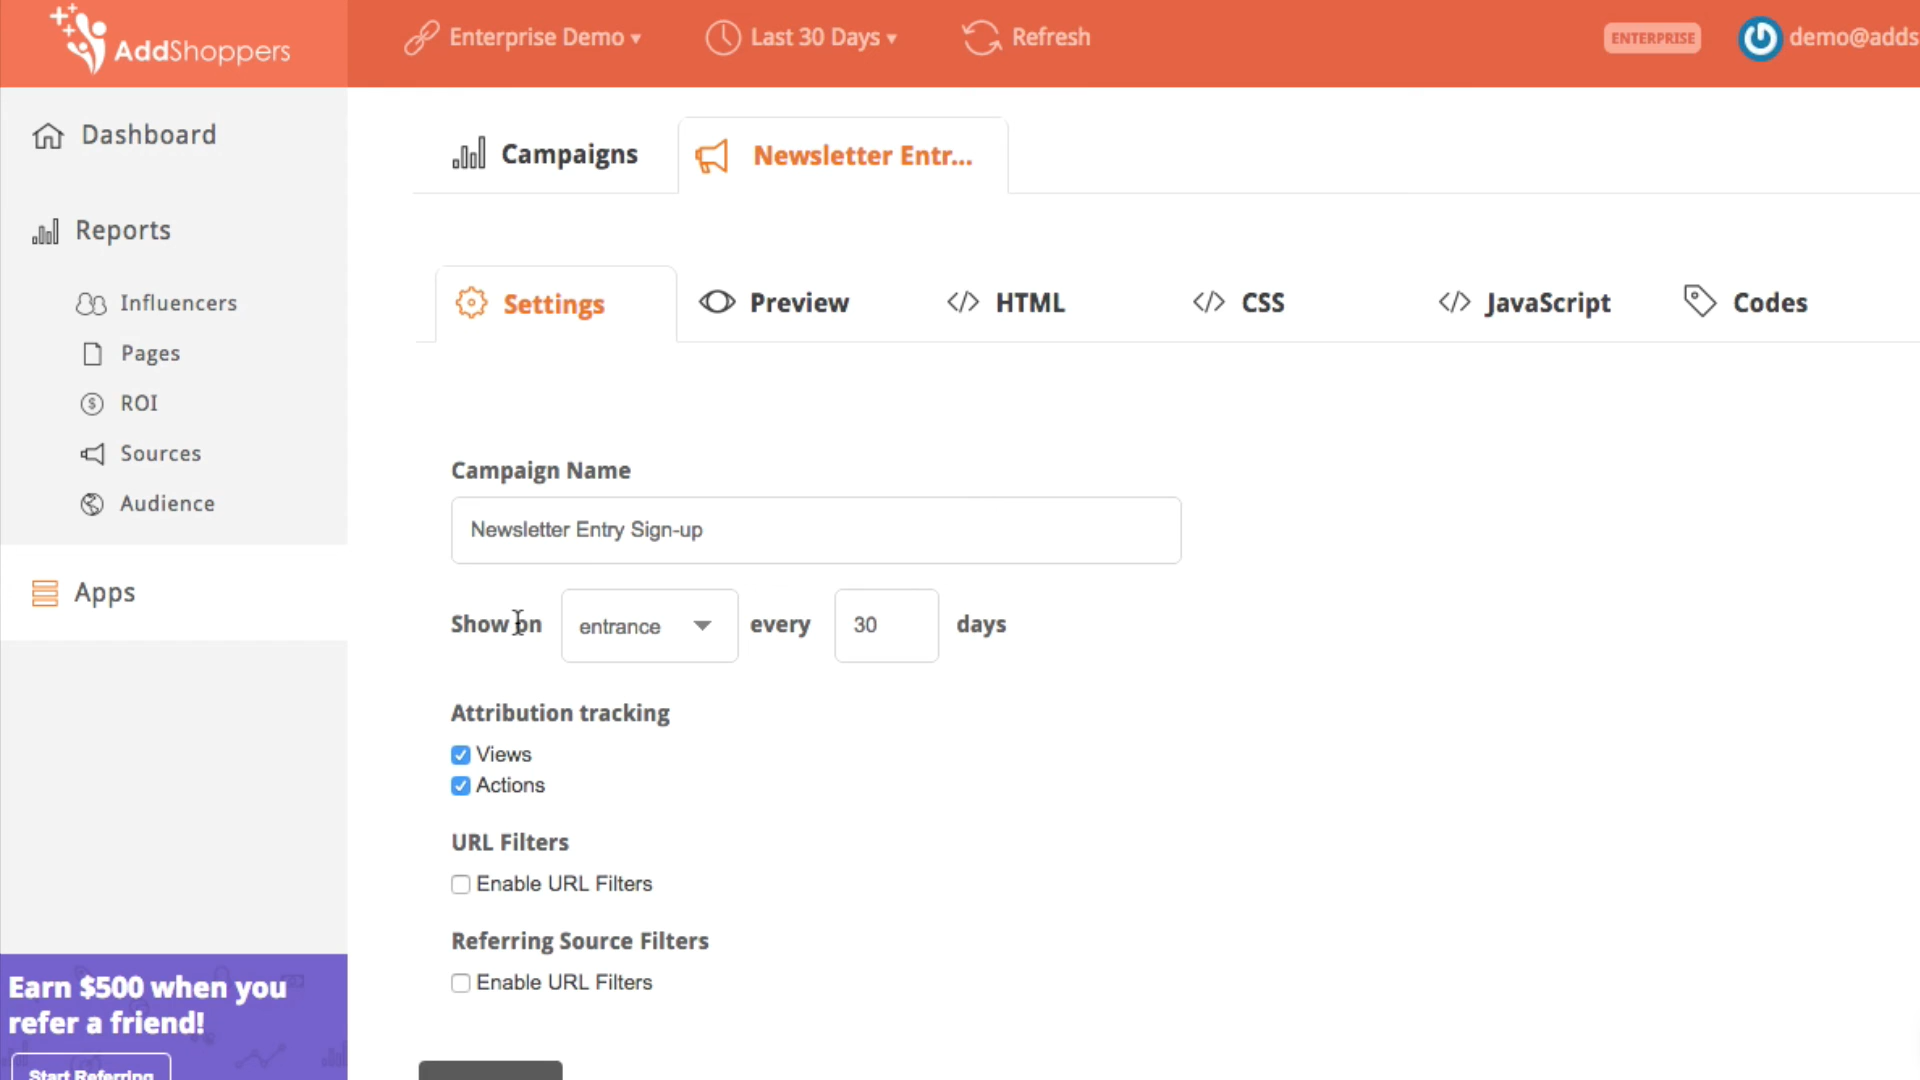 AddShoppers
Enterprise Demo
Last 30 Days
Refresh
ENTERPRISE
demo@adds
Dashboard
Reports
Influencers
Pages
ROI
Sources
Audience
Apps
Earn $500 when you
refer a friend!
Start Referring
Campaigns
Newsletter Entr...
Settings
Preview
HTML
CSS
JavaScript
Codes
Campaign Name
Newsletter Entry Sign-up
Show on entrance every 30 days
Attribution tracking
Views
Actions
URL Filters
Enable URL Filters
Referring Source Filters
Enable URL Filters